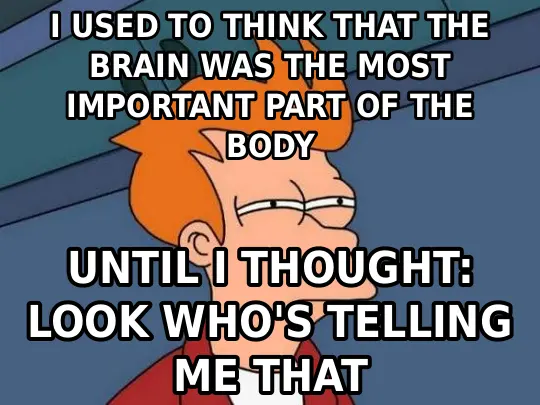 I USED TO THINK THAT THE
BRAIN WAS THE MOST
IMPORTANT PART OF THE
BODY
UNTIL I THOUGHT:
LOOK WHO'S TELLING
ME THAT